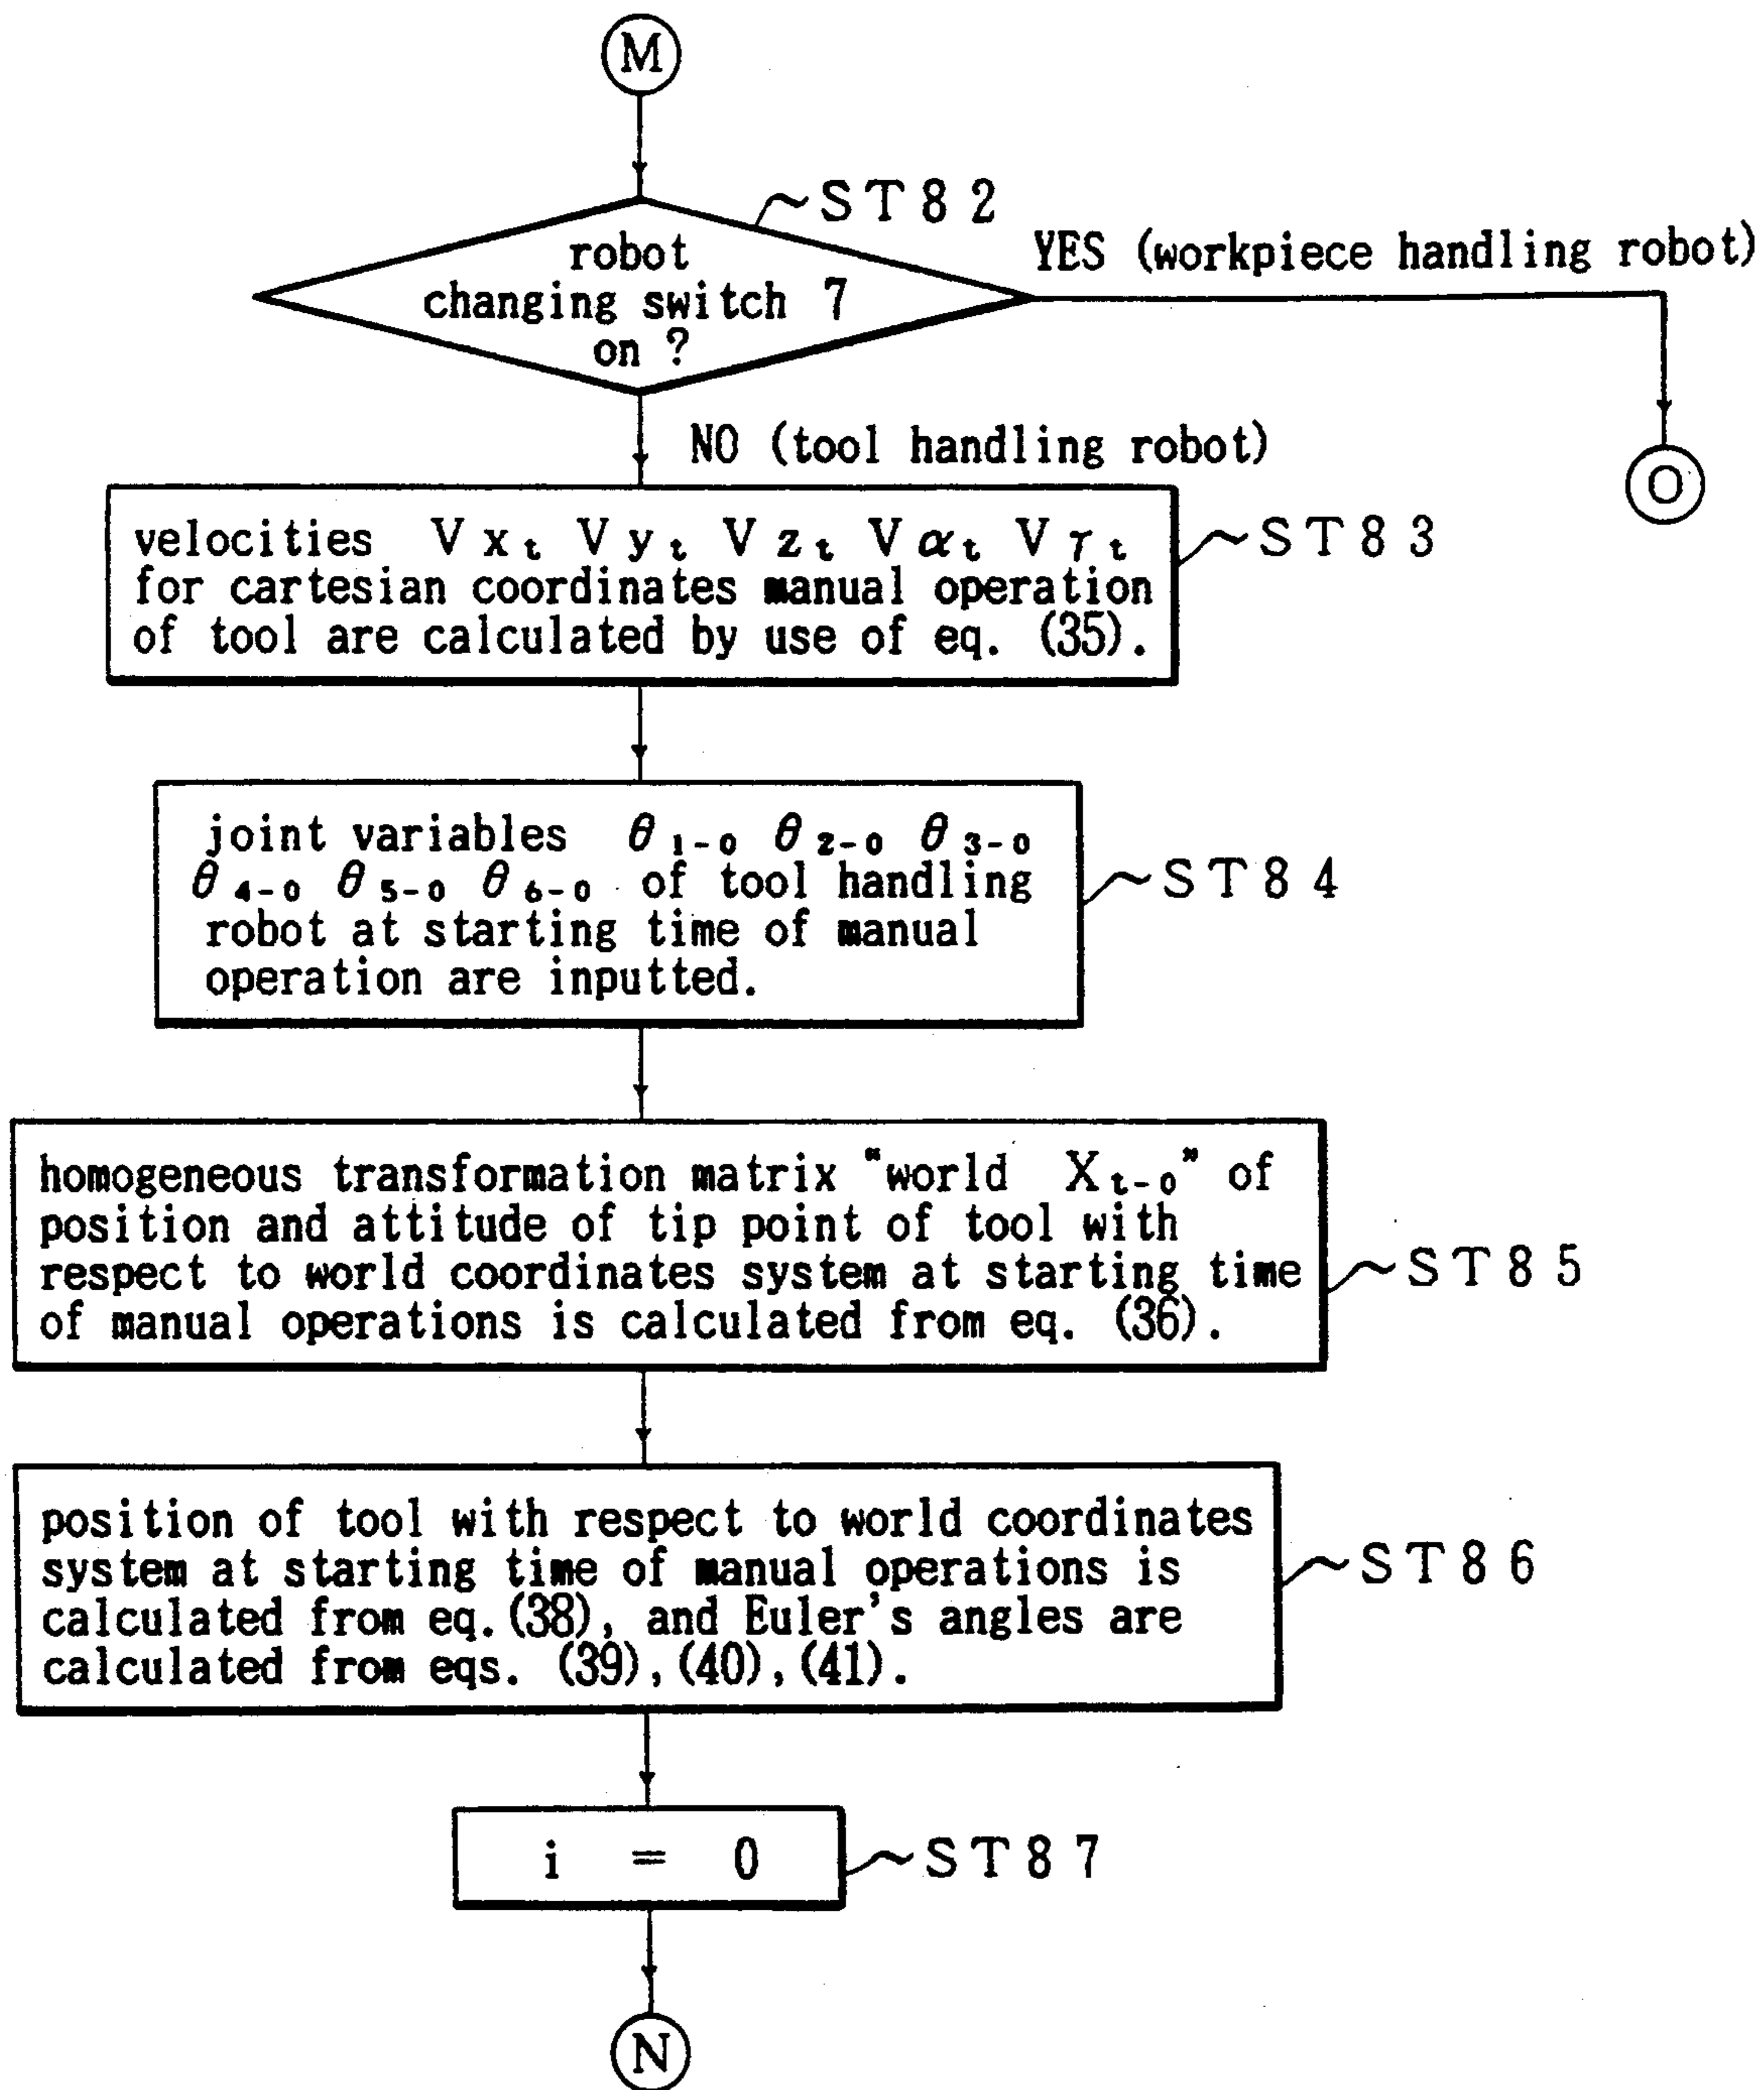 M
~ST82
robot
changing switch 7
on ?
YES (workpiece handling robot)
O
NO (tool handling robot)
velocities Vxₜ Vyₜ Vzₜ Vαₜ Vγₜ
for cartesian coordinates manual operation
of tool are calculated by use of eq. (35).
~ST83
joint variables θ₁₋₀ θ₂₋₀ θ₃₋₀
θ₄₋₀ θ₅₋₀ θ₆₋₀ of tool handling
robot at starting time of manual
operation are inputted.
~ST84
homogeneous transformation matrix "world Xₜ₋₀" of
position and attitude of tip point of tool with
respect to world coordinates system at starting time
of manual operations is calculated from eq. (36).
~ST85
position of tool with respect to world coordinates
system at starting time of manual operations is
calculated from eq.(38), and Euler's angles are
calculated from eqs. (39),(40),(41).
~ST86
i = 0
~ST87
N